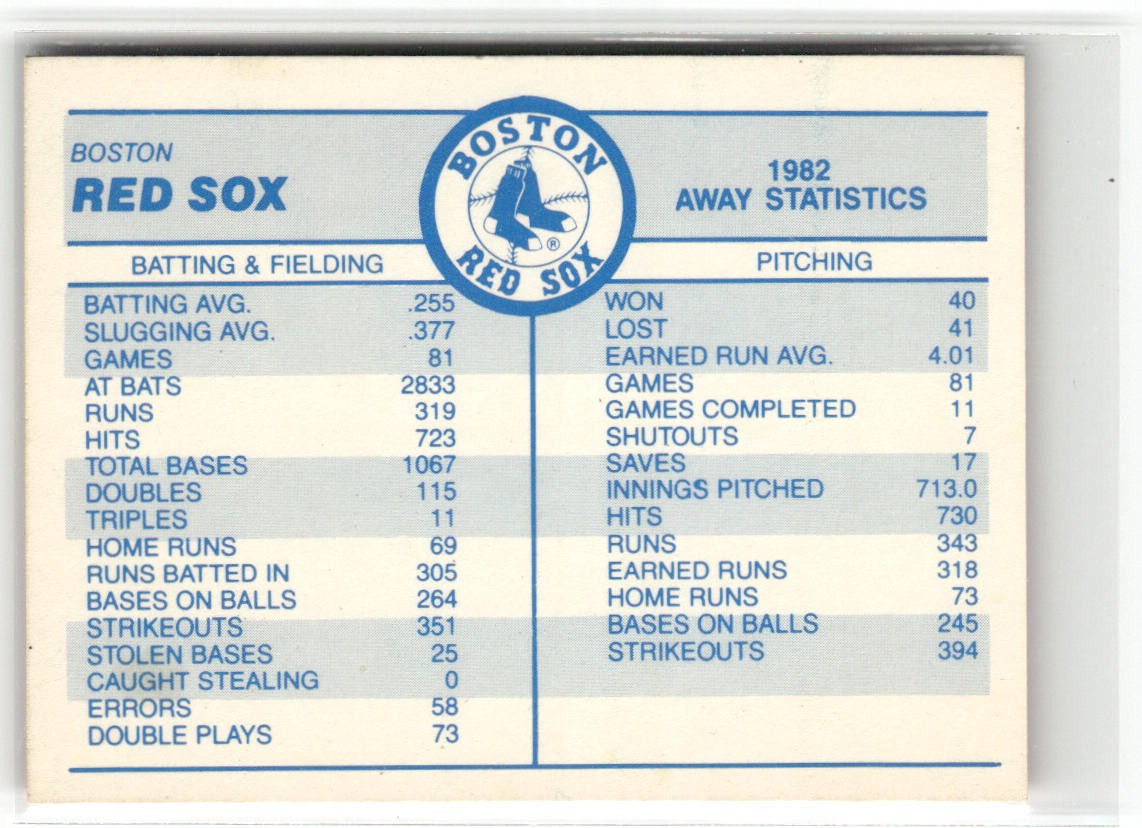 BOSTON
RED SOX
BOSTON
RED SOX
®
1982
AWAY STATISTICS
BATTING & FIELDING
BATTING AVG. .255
SLUGGING AVG. .377
GAMES 81
AT BATS 2833
RUNS 319
HITS 723
TOTAL BASES 1067
DOUBLES 115
TRIPLES 11
HOME RUNS 69
RUNS BATTED IN 305
BASES ON BALLS 264
STRIKEOUTS 351
STOLEN BASES 25
CAUGHT STEALING 0
ERRORS 58
DOUBLE PLAYS 73
PITCHING
WON 40
LOST 41
EARNED RUN AVG. 4.01
GAMES 81
GAMES COMPLETED 11
SHUTOUTS 7
SAVES 17
INNINGS PITCHED 713.0
HITS 730
RUNS 343
EARNED RUNS 318
HOME RUNS 73
BASES ON BALLS 245
STRIKEOUTS 394